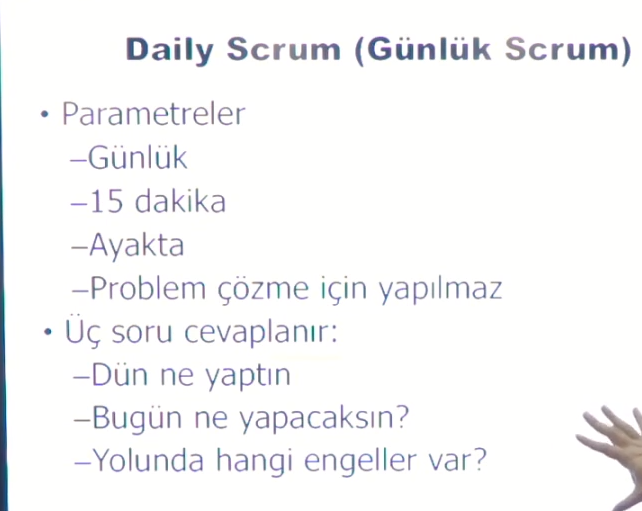 Daily Scrum (Günlük Scrum)
• Parametreler
–Günlük
–15 dakika
–Ayakta
–Problem çözme için yapılmaz
• Üç soru cevaplanır:
–Dün ne yaptın
–Bugün ne yapacaksın?
–Yolunda hangi engeller var?